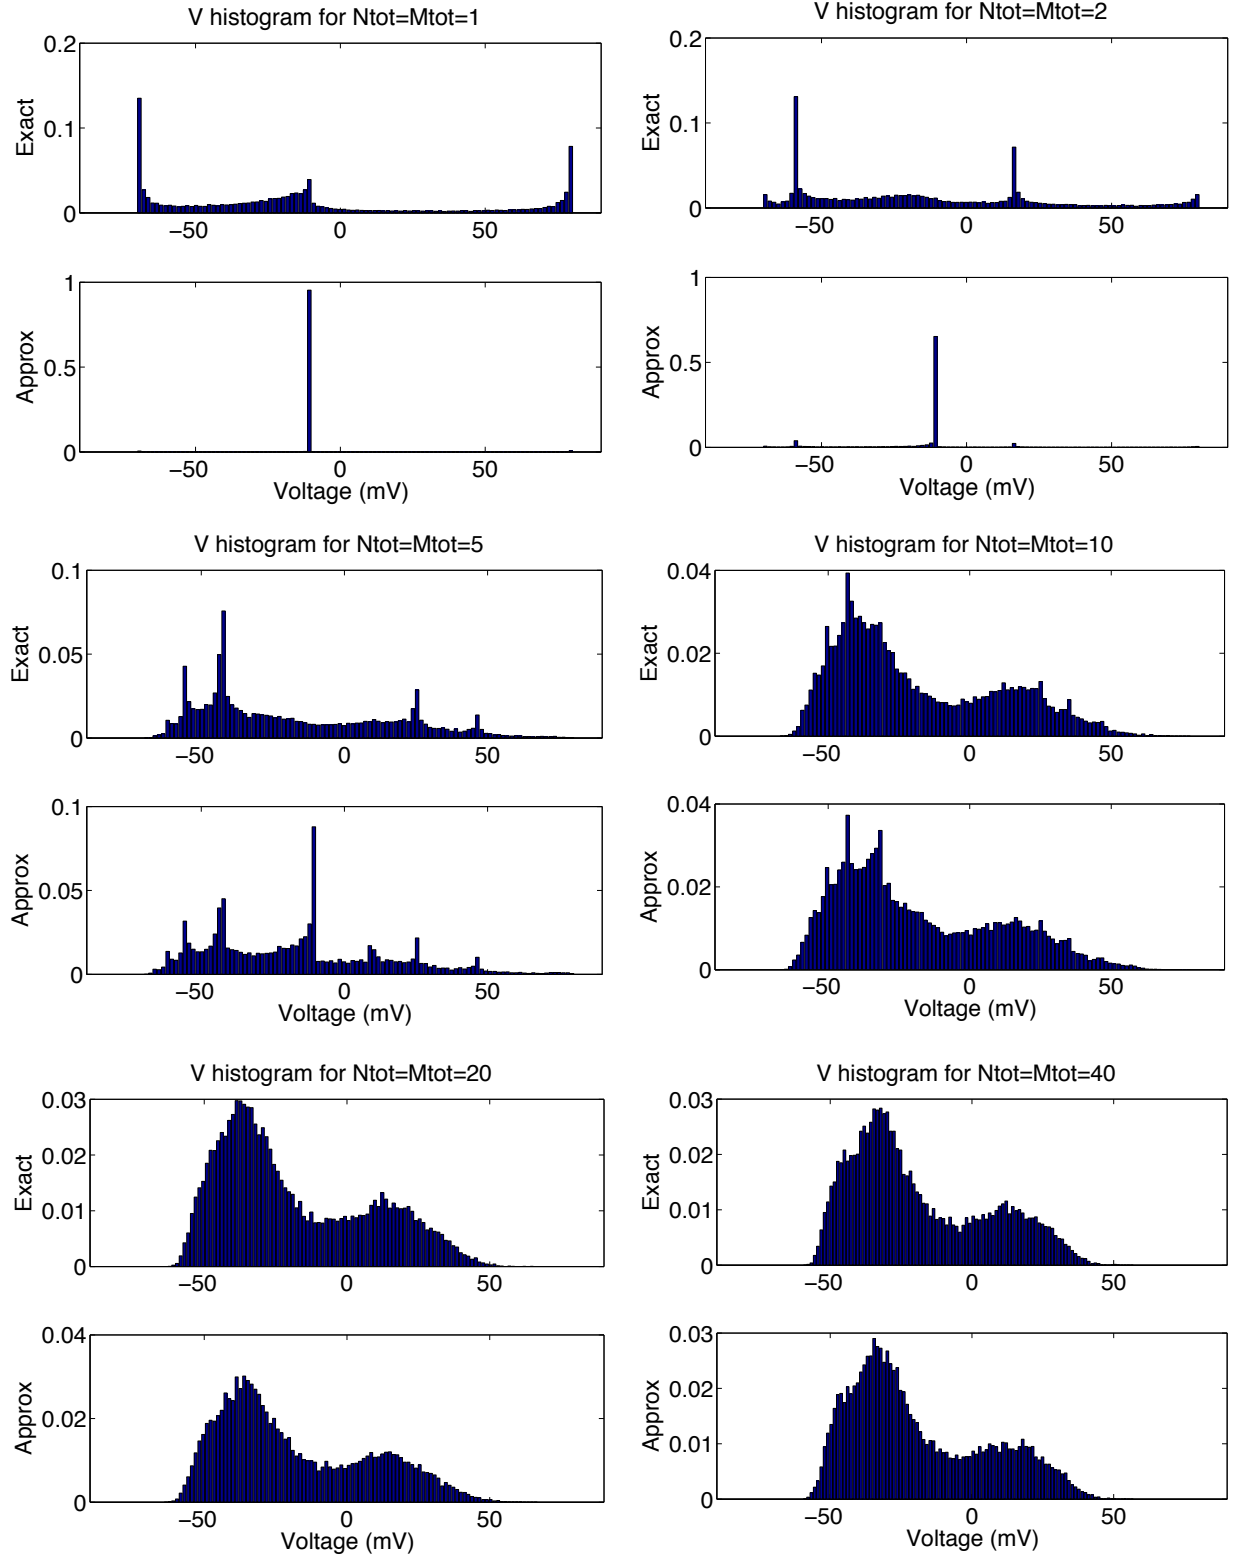 V histogram for Ntot=Mtot=1
0.2
0.1
0
Exact
−50 0 50
1
0.5
0
Approx
−50 0 50
Voltage (mV)
V histogram for Ntot=Mtot=2
0.2
0.1
0
Exact
−50 0 50
1
0.5
0
Approx
−50 0 50
Voltage (mV)
V histogram for Ntot=Mtot=5
0.1
0.05
0
Exact
−50 0 50
0.1
0.05
0
Approx
−50 0 50
Voltage (mV)
V histogram for Ntot=Mtot=10
0.04
0.02
0
Exact
−50 0 50
0.04
0.02
0
Approx
−50 0 50
Voltage (mV)
V histogram for Ntot=Mtot=20
0.03
0.02
0.01
0
Exact
−50 0 50
0.04
0.02
0
Approx
−50 0 50
Voltage (mV)
V histogram for Ntot=Mtot=40
0.03
0.02
0.01
0
Exact
−50 0 50
0.03
0.02
0.01
0
Approx
−50 0 50
Voltage (mV)